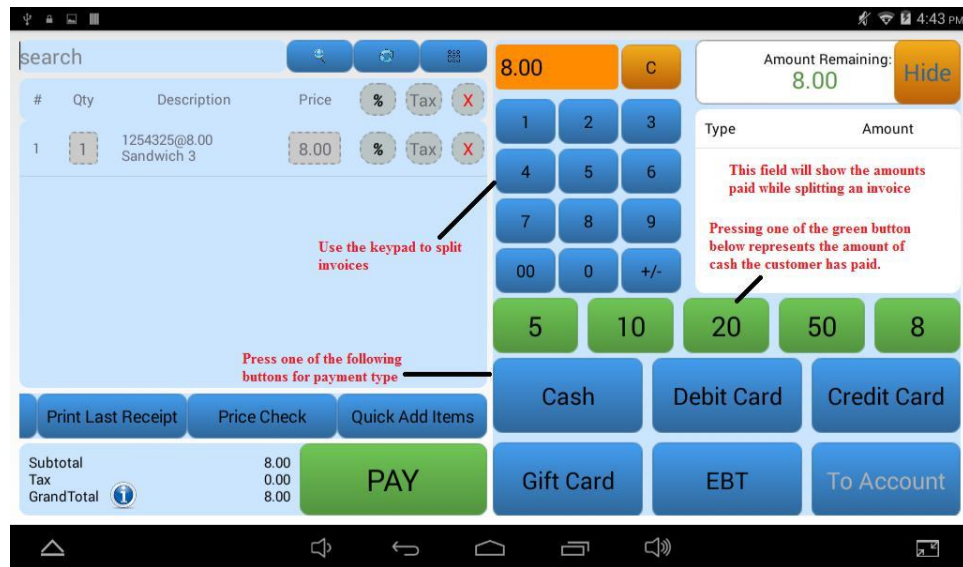 4:43 PM
search
# Qty Description Price % Tax X
1 1 1254325@8.00 8.00 % Tax X
Sandwich 3
Use the keypad to split
invoices
Press one of the following
buttons for payment type
Print Last Receipt Price Check Quick Add Items
Subtotal 8.00
Tax 0.00
GrandTotal 8.00
PAY
8.00 C
1 2 3
4 5 6
7 8 9
00 0 +/-
Amount Remaining:
8.00
Hide
Type Amount
This field will show the amounts
paid while splitting an invoice
Pressing one of the green button
below represents the amount of
cash the customer has paid.
5 10 20 50 8
Cash Debit Card Credit Card
Gift Card EBT To Account